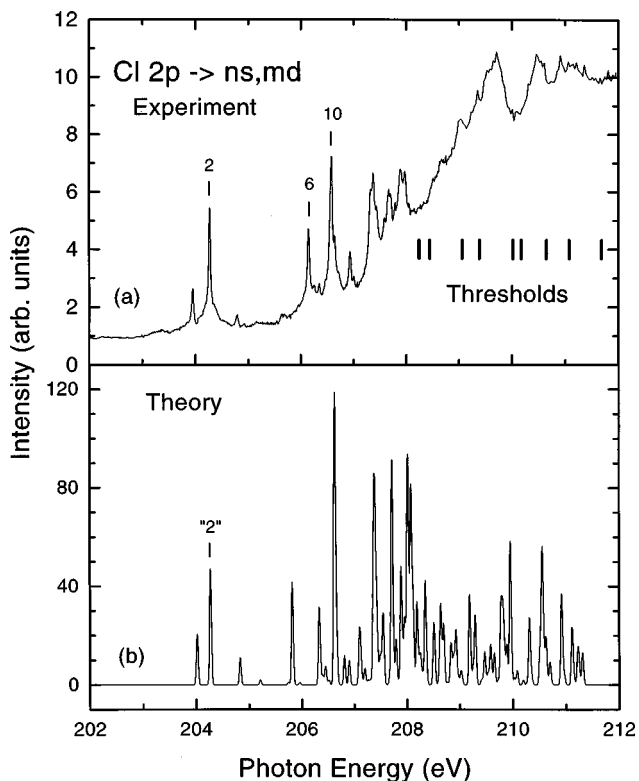 Cl 2p -> ns,md
Experiment
2
6
10
(a)
Thresholds
12
10
8
6
4
2
0
Intensity (arb. units)
Theory
"2"
(b)
120
80
40
0
202 204 206 208 210 212
Photon Energy (eV)